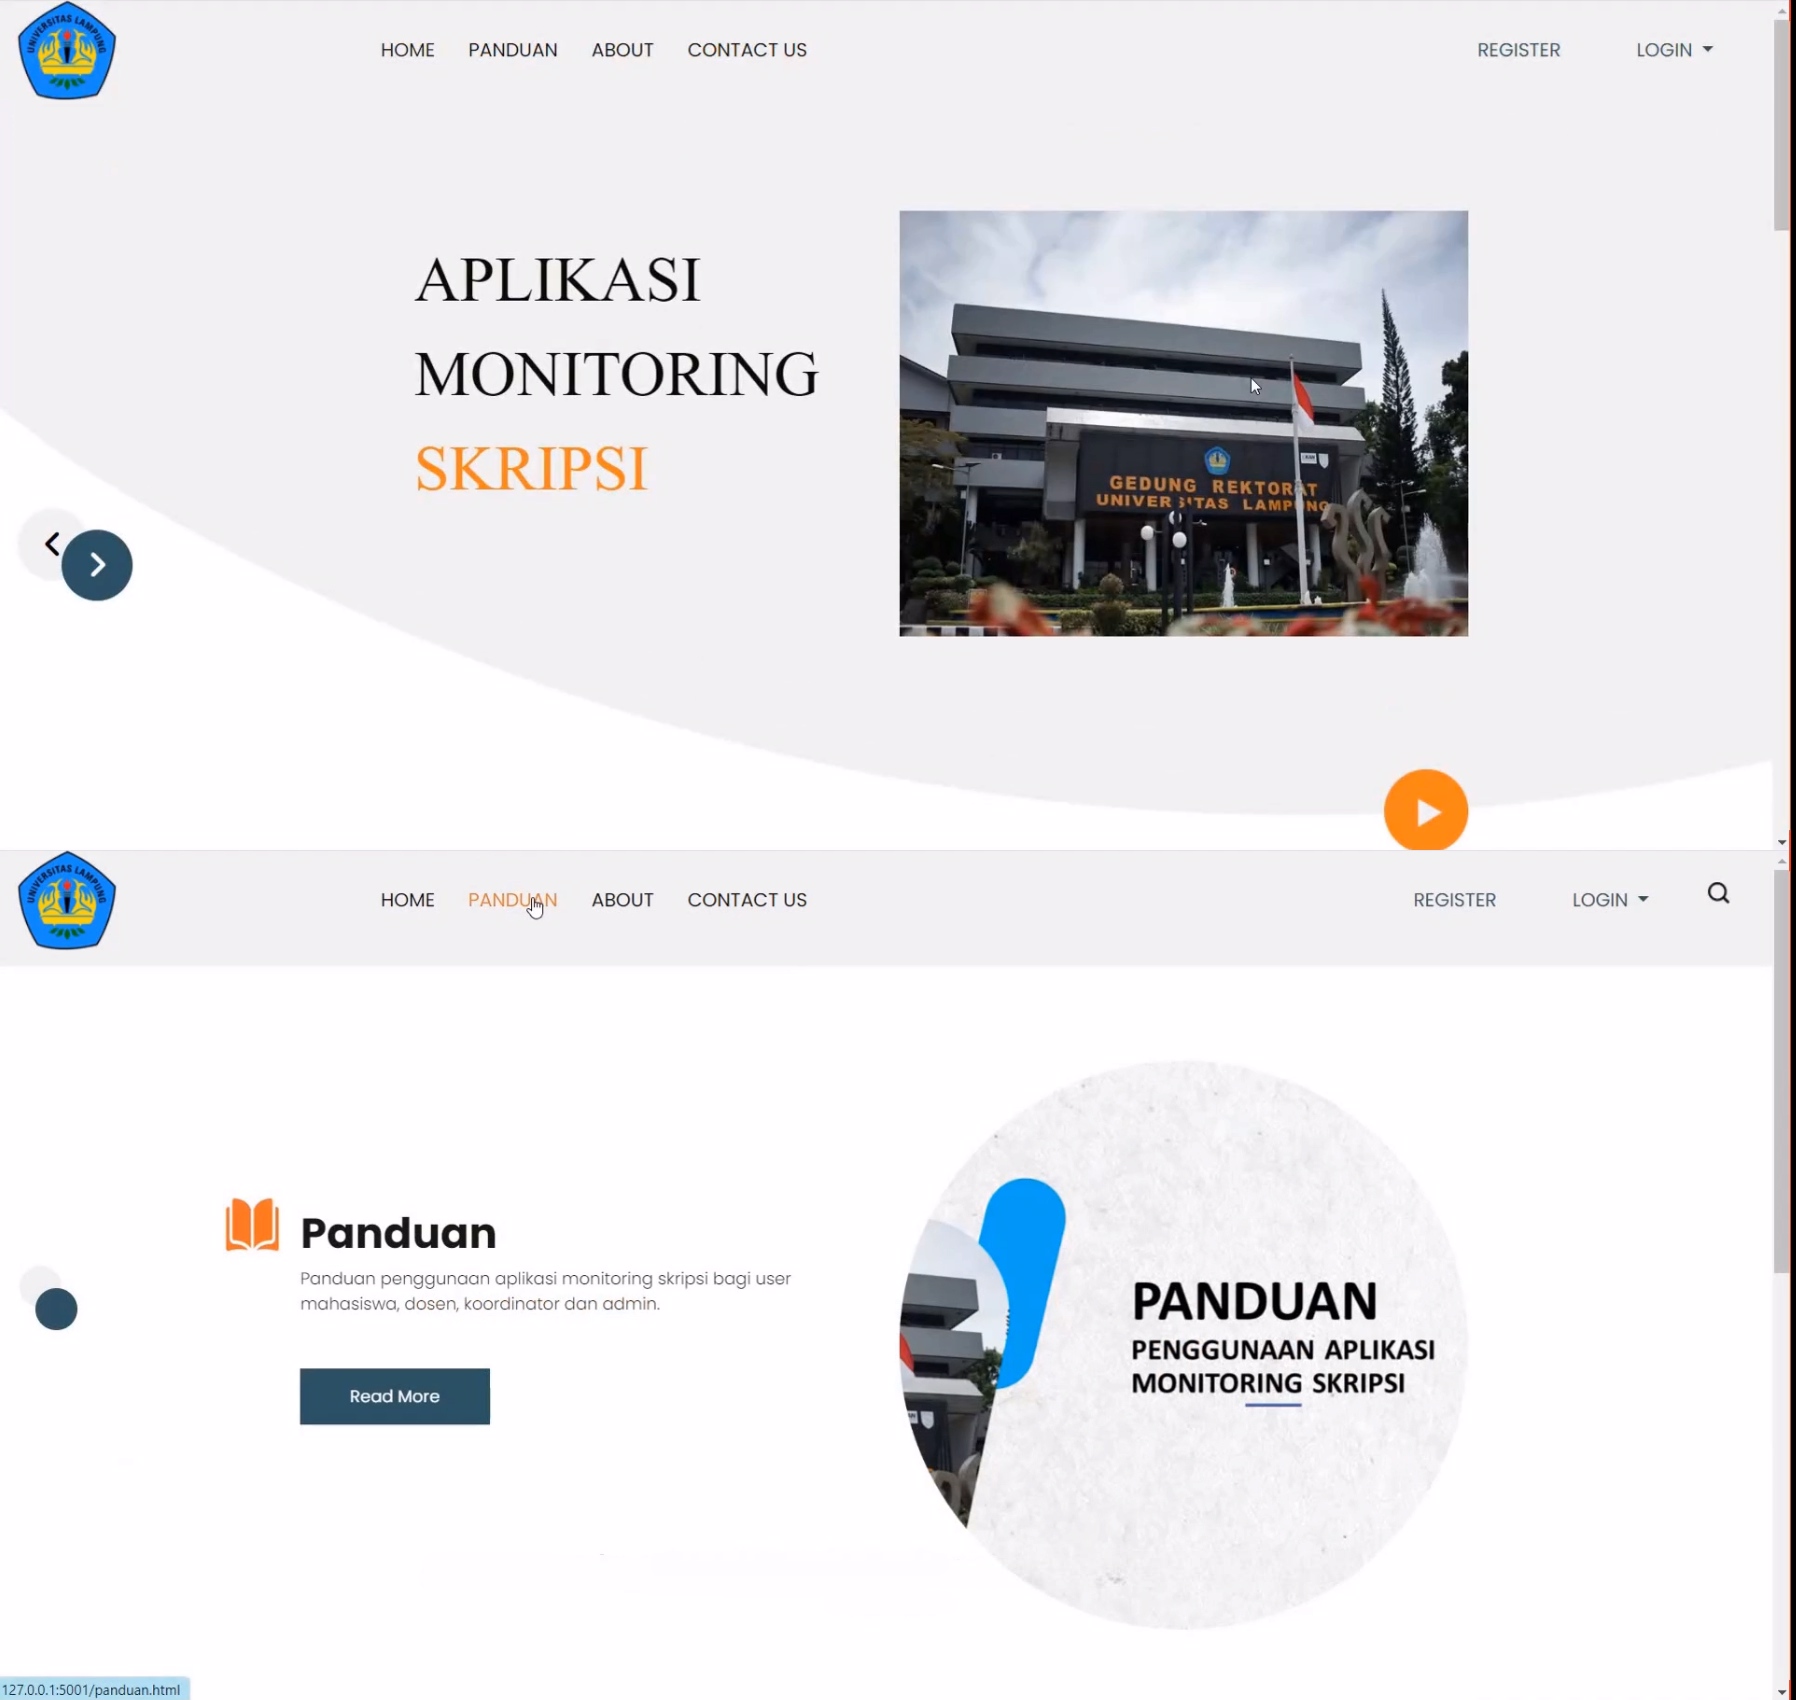 UNIVERSITAS LAMPUNG
HOME PANDUAN ABOUT CONTACT US REGISTER LOGIN
APLIKASI
MONITORING
SKRIPSI
GEDUNG REKTORAT
UNIVERSITAS LAMPUNG
UNIVERSITAS LAMPUNG
HOME PANDUAN ABOUT CONTACT US REGISTER LOGIN
Panduan
Panduan penggunaan aplikasi monitoring skripsi bagi user
mahasiswa, dosen, koordinator dan admin.
Read More
PANDUAN
PENGGUNAAN APLIKASI
MONITORING SKRIPSI
127.0.0.1:5001/panduan.html